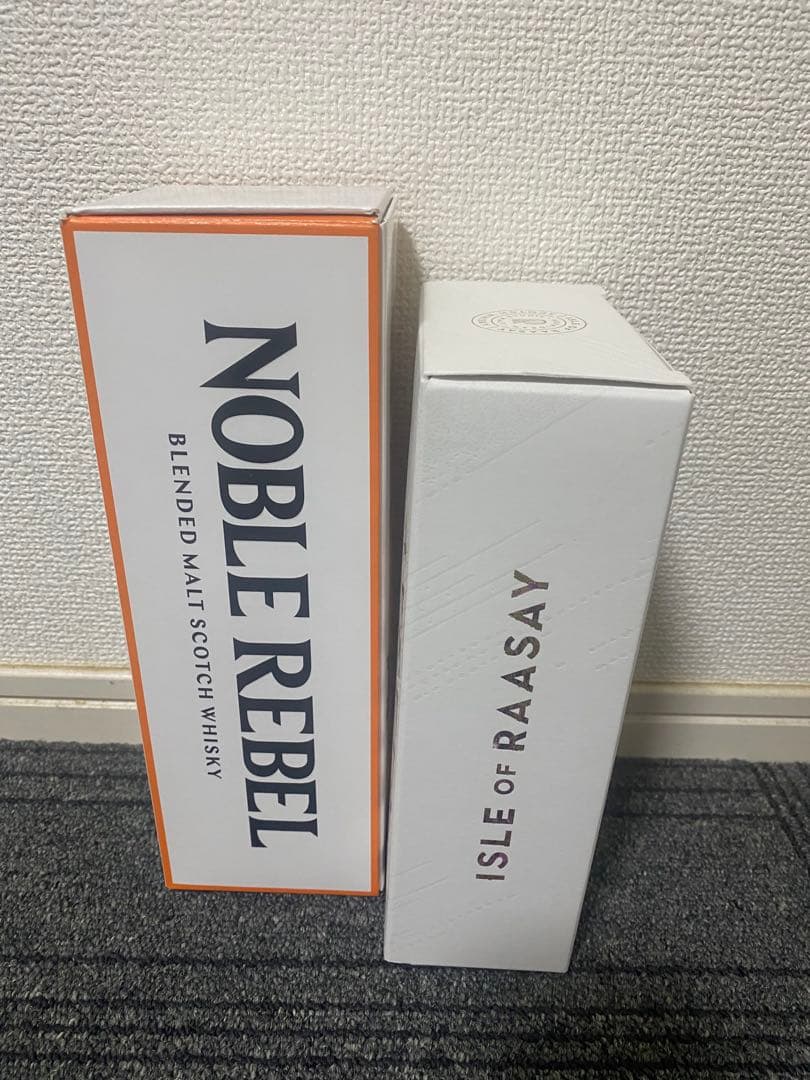 NOBLE REBEL
BLENDED MALT SCOTCH WHISKY
ISLE OF RAASAY